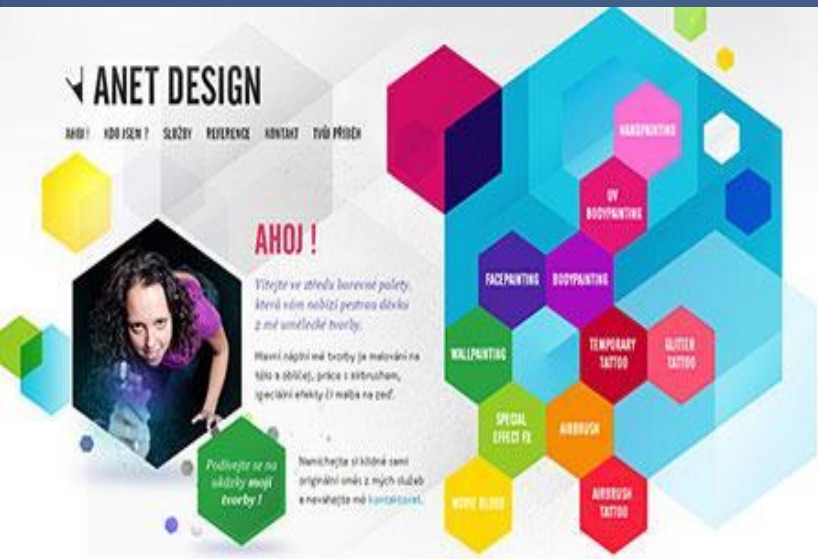 ANET DESIGN
AHOJ ! KDO JSEM ? SLUŽBY REFERENCE KONTAKT TVŮJ PŘÍBĚH
AHOJ !
Vítejte ve středu barevné palety,
která vám nabízí pestrou dávku
z mé umělecké tvorby.
Hlavní náplní mé tvorby je malování na
tělo a obličej, práce s airbrushem,
speciální efekty či malba na zeď.
Podívejte se na
ukázky mojí
tvorby !
Namíchejte si klidně sami
originální směs z mých služeb
a neváhejte mě kontaktovat.
HANDPAINTING
UV
BODYPAINTING
FACEPAINTING
BODYPAINTING
WALLPAINTING
TEMPORARY
TATTOO
GLITTER
TATTOO
SPECIAL
EFFECT FX
AIRBRUSH
MOVIE BLOOD
AIRBRUSH
TATTOO